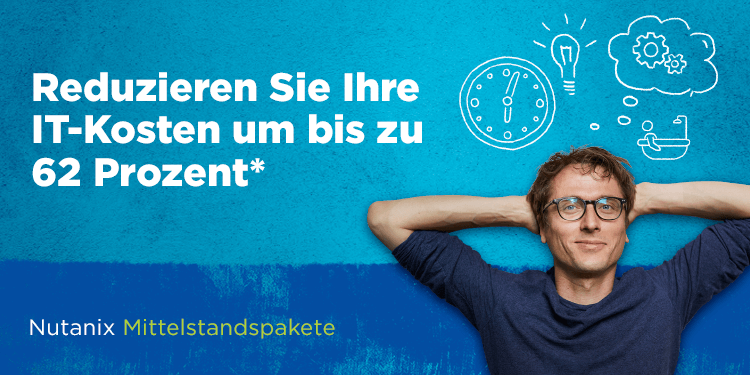 Reduzieren Sie Ihre
IT-Kosten um bis zu
62 Prozent*
Nutanix Mittelstandspakete